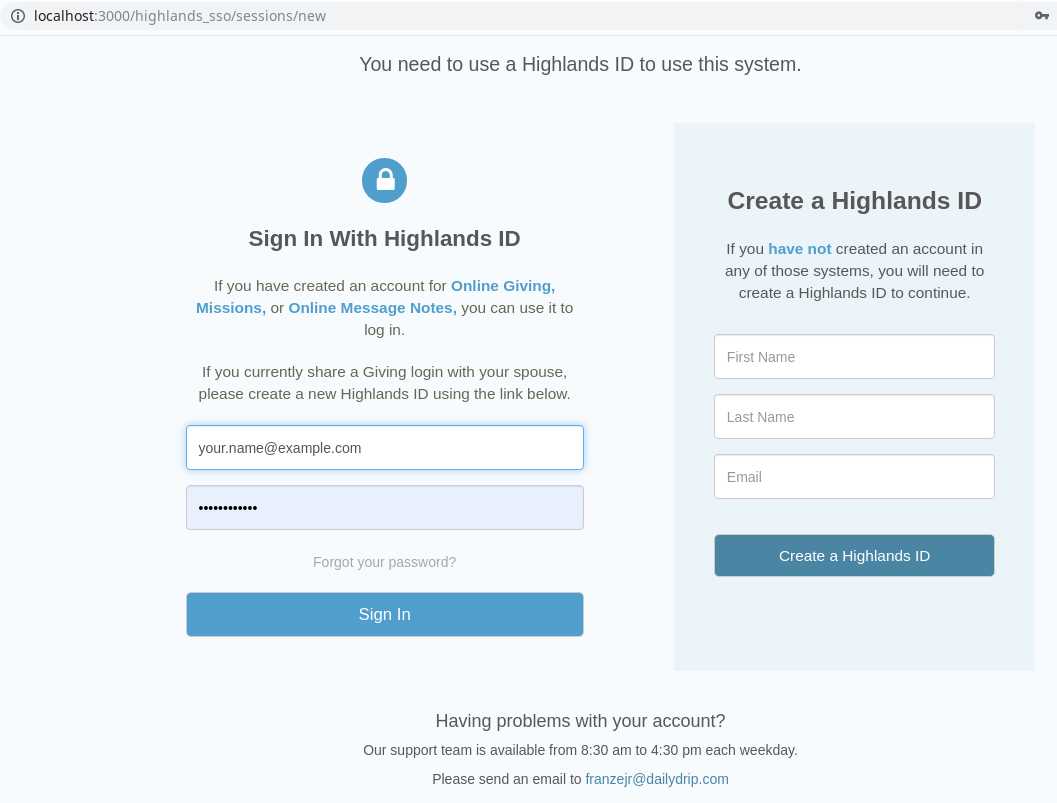 localhost:3000/highlands_sso/sessions/new
You need to use a Highlands ID to use this system.
Sign In With Highlands ID
If you have created an account for Online Giving,
Missions, or Online Message Notes, you can use it to
log in.
If you currently share a Giving login with your spouse,
please create a new Highlands ID using the link below.
your.name@example.com
••••••••••••
Forgot your password?
Sign In
Create a Highlands ID
If you have not created an account in
any of those systems, you will need to
create a Highlands ID to continue.
First Name
Last Name
Email
Create a Highlands ID
Having problems with your account?
Our support team is available from 8:30 am to 4:30 pm each weekday.
Please send an email to franzejr@dailydrip.com